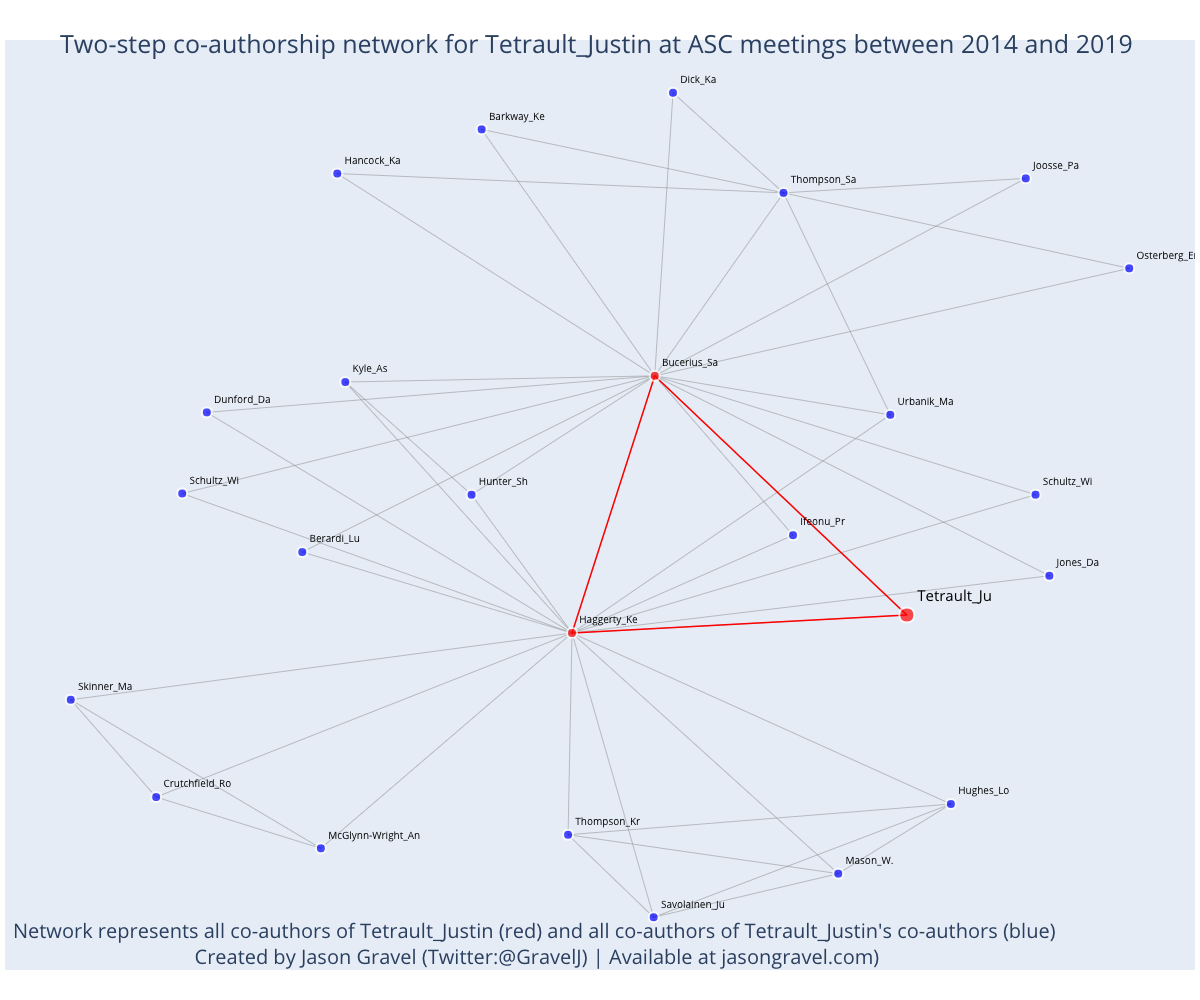 Two-step co-authorship network for Tetrault_Justin at ASC meetings between 2014 and 2019
Dick_Ka
Barkway_Ke
Hancock_Ka
Joosse_Pa
Thompson_Sa
Osterberg_Er
Bucerius_Sa
Kyle_As
Dunford_Da
Urbanik_Ma
Schultz_Wi
Hunter_Sh
Schultz_Wi
Ifeonu_Pr
Berardi_Lu
Jones_Da
Tetrault_Ju
Haggerty_Ke
Skinner_Ma
Crutchfield_Ro
Hughes_Lo
Thompson_Kr
McGlynn-Wright_An
Mason_W.
Savolainen_Ju
Network represents all co-authors of Tetrault_Justin (red) and all co-authors of Tetrault_Justin's co-authors (blue)
Created by Jason Gravel (Twitter:@GravelJ) | Available at jasongravel.com)